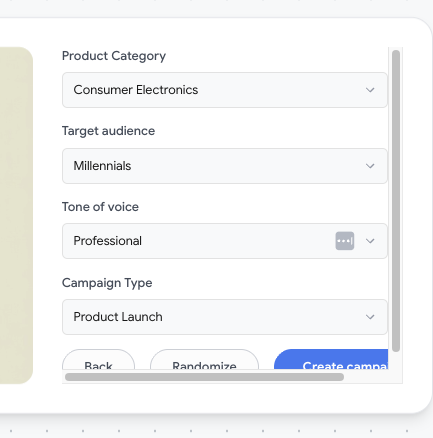 Product Category
Consumer Electronics
Target audience
Millennials
Tone of voice
Professional
Campaign Type
Product Launch
Back Randomize Create campa